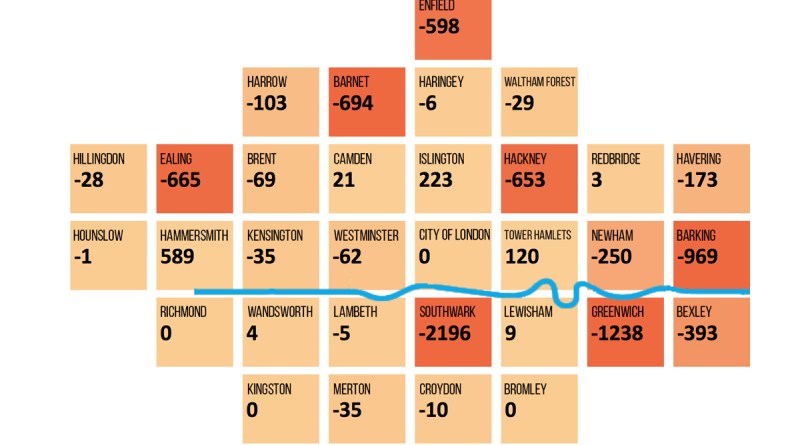 ENFIELD
-598
HARROW
-103
BARNET
-694
HARINGEY
-6
WALTHAM FOREST
-29
HILLINGDON
-28
EALING
-665
BRENT
-69
CAMDEN
21
ISLINGTON
223
HACKNEY
-653
REDBRIDGE
3
HAVERING
-173
HOUNSLOW
-1
HAMMERSMITH
589
KENSINGTON
-35
WESTMINSTER
-62
CITY OF LONDON
0
TOWER HAMLETS
120
NEWHAM
-250
BARKING
-969
RICHMOND
0
WANDSWORTH
4
LAMBETH
-5
SOUTHWARK
-2196
LEWISHAM
9
GREENWICH
-1238
BEXLEY
-393
KINGSTON
0
MERTON
-35
CROYDON
-10
BROMLEY
0